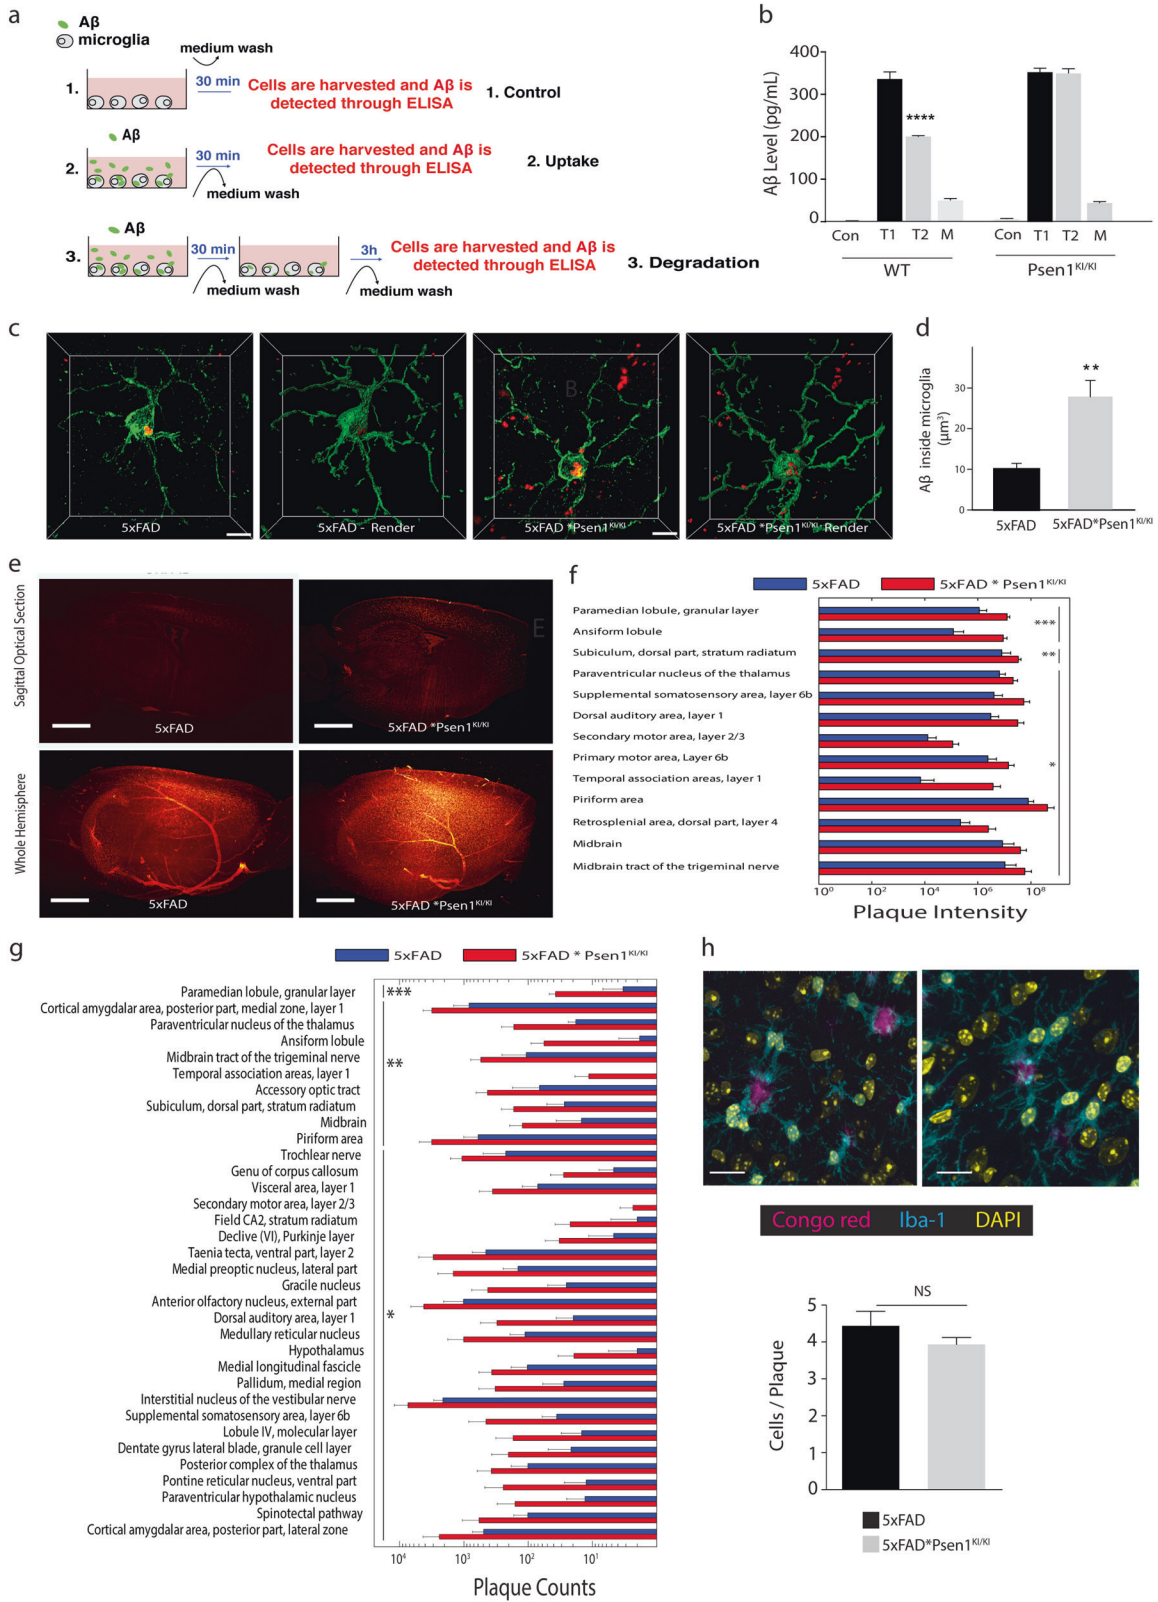 a
Aβ
microglia
medium wash
1.
30 min
Cells are harvested and Aβ is
detected through ELISA
1. Control
Aβ
2.
30 min
Cells are harvested and Aβ is
detected through ELISA
2. Uptake
medium wash
Aβ
3.
30 min
3h
Cells are harvested and Aβ is
detected through ELISA
3. Degradation
medium wash
medium wash
b
Aβ Level (pg/mL)
400
300
200
100
0
****
Con T1 T2 M
Con T1 T2 M
WT
Psen1KI/KI
c
5xFAD
5xFAD - Render
B
5xFAD *Psen1KI/KI
5xFAD *Psen1KI/KI Render
d
Aβ inside microglia
(µm³)
30
20
10
0
**
5xFAD
5xFAD*Psen1KI/KI
e
Sagittal Optical Section
5xFAD
E
5xFAD *Psen1KI/KI
Whole Hemisphere
5xFAD
5xFAD *Psen1KI/KI
f
5xFAD
5xFAD * Psen1KI/KI
Paramedian lobule, granular layer
Ansiform lobule
Subiculum, dorsal part, stratum radiatum
Paraventricular nucleus of the thalamus
Supplemental somatosensory area, layer 6b
Dorsal auditory area, layer 1
Secondary motor area, layer 2/3
Primary motor area, Layer 6b
Temporal association areas, layer 1
Piriform area
Retrosplenial area, dorsal part, layer 4
Midbrain
Midbrain tract of the trigeminal nerve
***
**
*
10⁰ 10² 10⁴ 10⁶ 10⁸
Plaque Intensity
g
5xFAD
5xFAD * Psen1KI/KI
Paramedian lobule, granular layer
Cortical amygdalar area, posterior part, medial zone, layer 1
Paraventricular nucleus of the thalamus
Ansiform lobule
Midbrain tract of the trigeminal nerve
Temporal association areas, layer 1
Accessory optic tract
Subiculum, dorsal part, stratum radiatum
Midbrain
Piriform area
Trochlear nerve
Genu of corpus callosum
Visceral area, layer 1
Secondary motor area, layer 2/3
Field CA2, stratum radiatum
Declive (VI), Purkinje layer
Taenia tecta, ventral part, layer 2
Medial preoptic nucleus, lateral part
Gracile nucleus
Anterior olfactory nucleus, external part
Dorsal auditory area, layer 1
Medullary reticular nucleus
Hypothalamus
Medial longitudinal fascicle
Pallidum, medial region
Interstitial nucleus of the vestibular nerve
Supplemental somatosensory area, layer 6b
Lobule IV, molecular layer
Dentate gyrus lateral blade, granule cell layer
Posterior complex of the thalamus
Pontine reticular nucleus, ventral part
Paraventricular hypothalamic nucleus
Spinotectal pathway
Cortical amygdalar area, posterior part, lateral zone
***
**
*
10⁴ 10³ 10² 10¹
Plaque Counts
h
Congo red Iba-1 DAPI
NS
Cells / Plaque
5
4
3
2
1
0
5xFAD
5xFAD*Psen1KI/KI